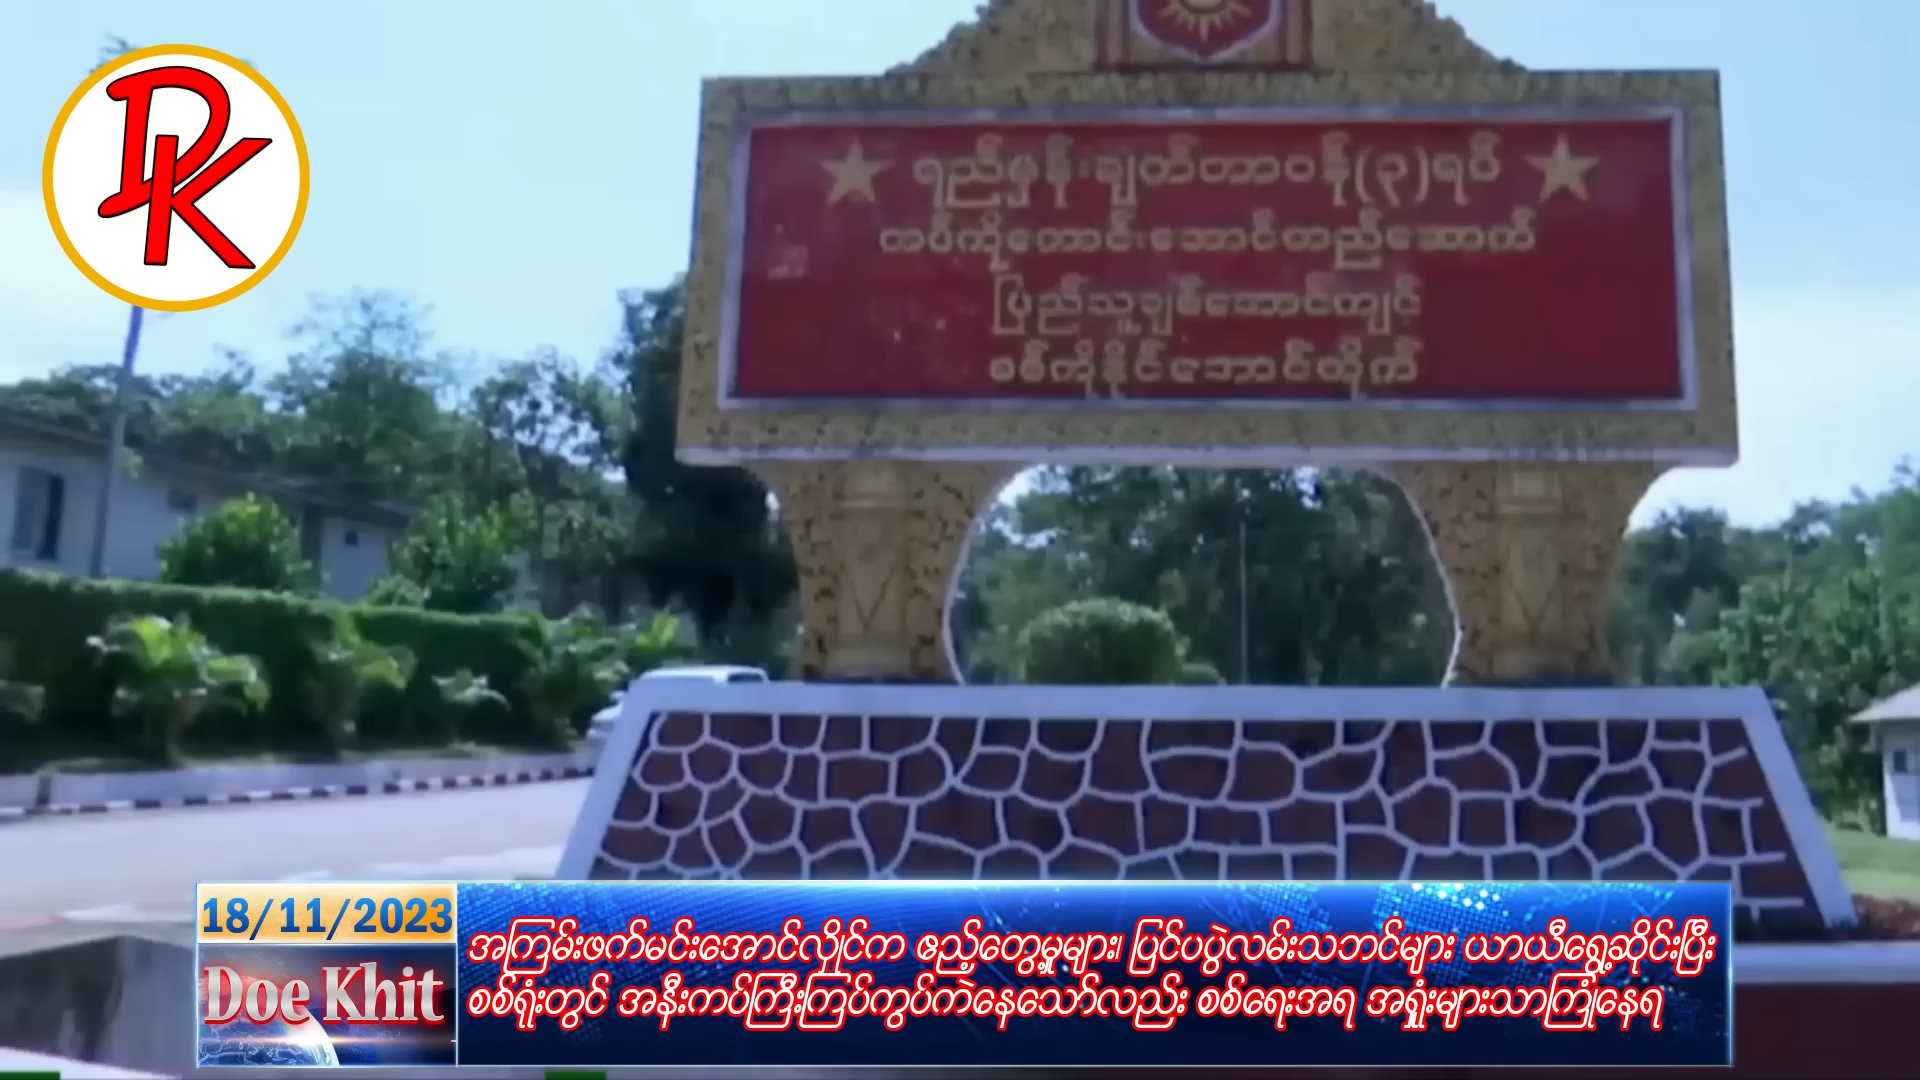 DK
ရည်မှန်းချက်တာဝန်(၃)ရပ်
တပ်ကိုတောင့်အောင်တည်ဆောက်
ပြည်သူချစ်အောင်ကျင့်
စစ်ကိုနိုင်အောင်တိုက်
18/11/2023
Doe Khit
အကြမ်းဖက်မင်းအောင်လှိုင်က ဧည့်တွေ့မှုများ၊ ပြင်ပပွဲလမ်းသဘင်များ ယာယီရွှေ့ဆိုင်းပြီး
စစ်ရုံးတွင် အနီးကပ်ကြီးကြပ်ကွပ်ကဲနေသော်လည်း စစ်ရေးအရ အရှုံးများသာကြုံနေရ